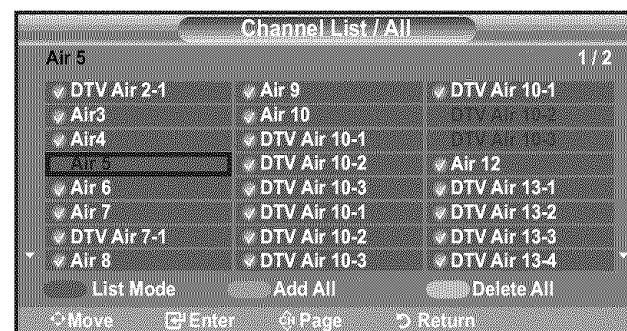 Channel List / All
Air 5 1 / 2
DTV Air 2-1 Air 9 DTV Air 10-1
Air3 Air 10 DTV Air 10-2
Air4 DTV Air 10-1 DTV Air 10-3
Air 5 DTV Air 10-2 Air 12
Air 6 DTV Air 10-3 DTV Air 13-1
Air 7 DTV Air 10-1 DTV Air 13-2
DTV Air 7-1 DTV Air 10-2 DTV Air 13-3
Air 8 DTV Air 10-3 DTV Air 13-4
List Mode Add All Delete All
Move Enter CH Page Return